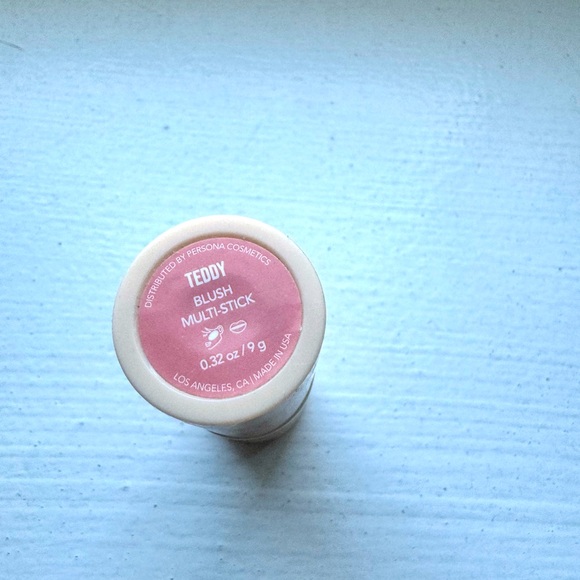 DISTRIBUTED BY PERSONA COSMETICS
TEDDY
BLUSH
MULTI-STICK
0.32 oz / 9 g
LOS ANGELES, CA | MADE IN USA